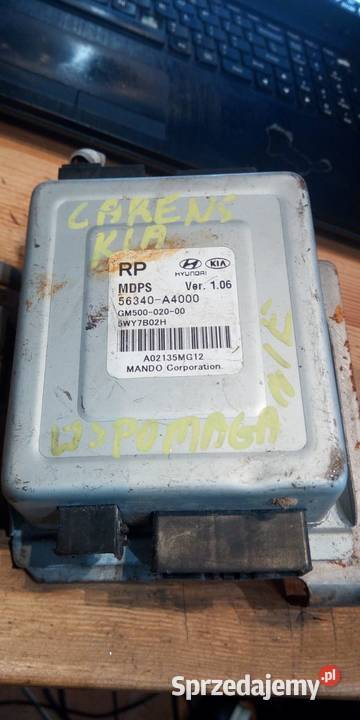 CARENS
KIA
RP
HYUNDAI
KIA
MDPS Ver. 1.06
56340-A4000
GM500-020-00
5WY7B02H
A02135MG12
MANDO Corporation.
WSPOMAGANIE
Sprzedajemy.pl